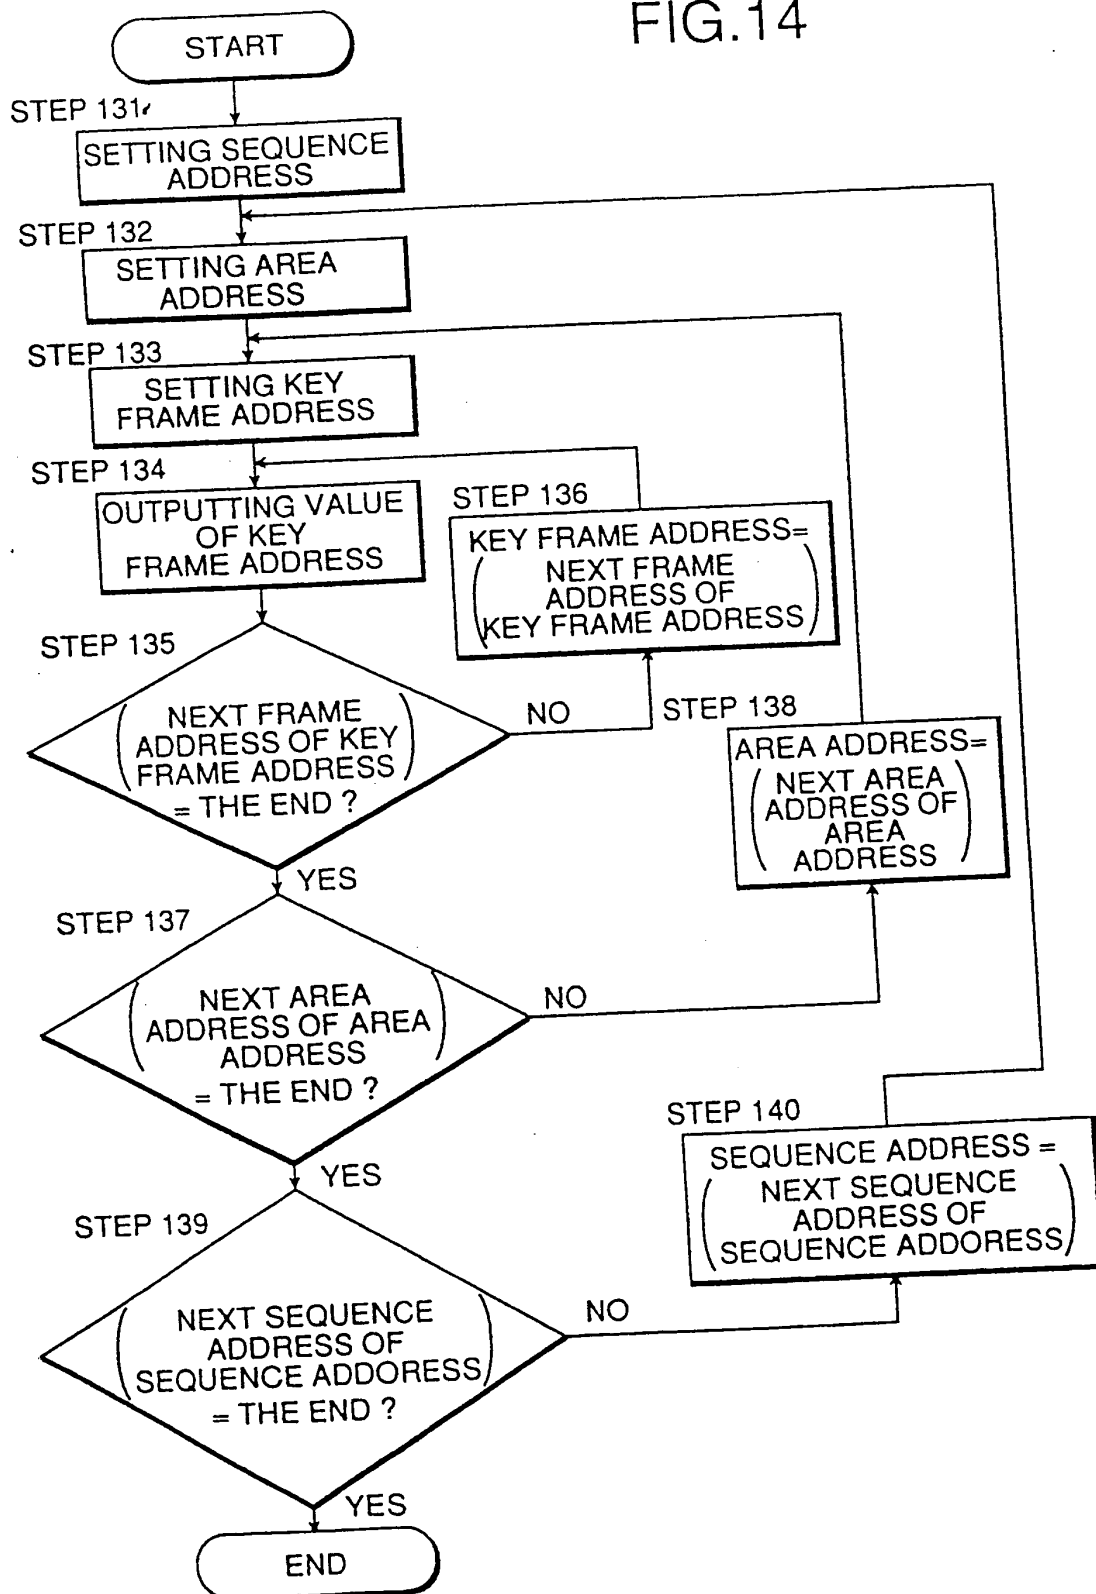 FIG.14
START
STEP 131
SETTING SEQUENCE
ADDRESS
STEP 132
SETTING AREA
ADDRESS
STEP 133
SETTING KEY
FRAME ADDRESS
STEP 134
OUTPUTTING VALUE
OF KEY
FRAME ADDRESS
STEP 136
KEY FRAME ADDRESS=
(NEXT FRAME
ADDRESS OF
KEY FRAME ADDRESS)
STEP 135
(NEXT FRAME
ADDRESS OF KEY
FRAME ADDRESS)
= THE END ?
NO
YES
STEP 138
AREA ADDRESS=
(NEXT AREA
ADDRESS OF
AREA
ADDRESS)
STEP 137
(NEXT AREA
ADDRESS OF AREA
ADDRESS)
= THE END ?
NO
YES
STEP 140
SEQUENCE ADDRESS =
(NEXT SEQUENCE
ADDRESS OF
SEQUENCE ADDORESS)
STEP 139
(NEXT SEQUENCE
ADDRESS OF
SEQUENCE ADDORESS)
= THE END ?
NO
YES
END